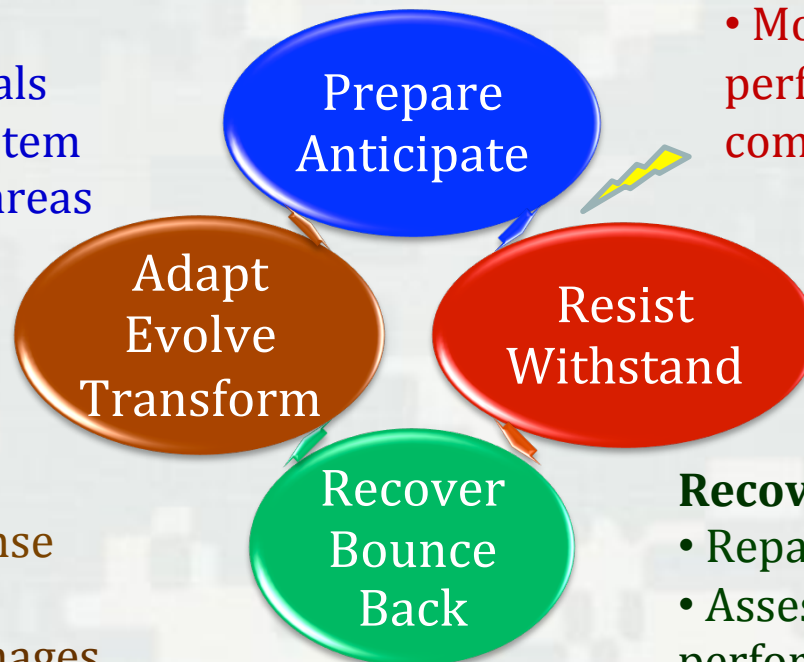 Prepare
Anticipate
Adapt
Evolve
Transform
Resist
Withstand
Recover
Bounce
Back